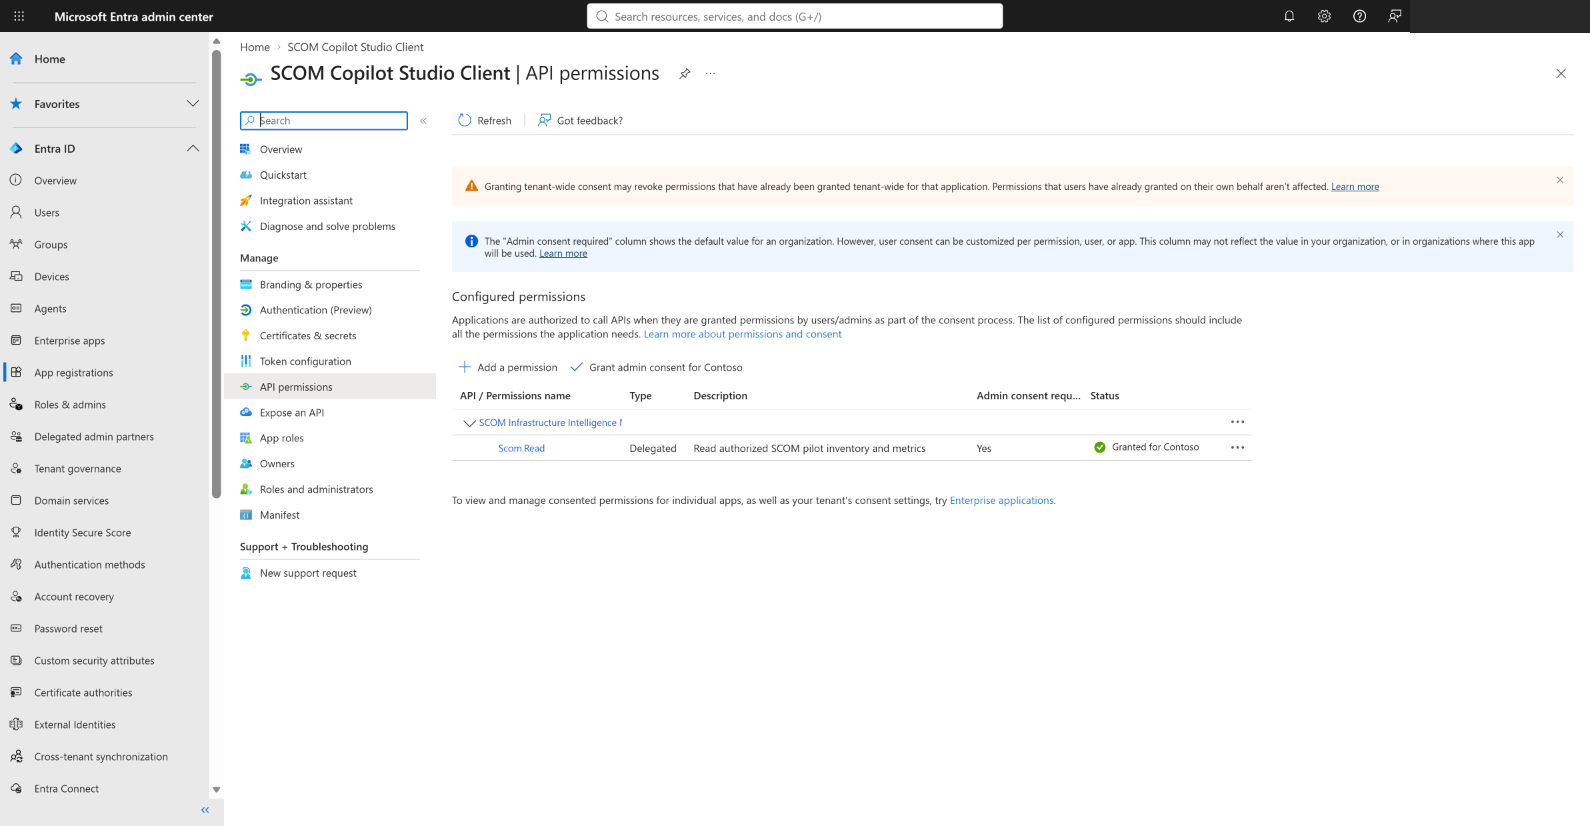 Microsoft Entra admin center
Search resources, services, and docs (G+/)
Home
Favorites
Entra ID
Overview
Users
Groups
Devices
Agents
Enterprise apps
App registrations
Roles & admins
Delegated admin partners
Tenant governance
Domain services
Identity Secure Score
Authentication methods
Account recovery
Password reset
Custom security attributes
Certificate authorities
External Identities
Cross-tenant synchronization
Entra Connect
Home > SCOM Copilot Studio Client
SCOM Copilot Studio Client | API permissions
Search
Overview
Quickstart
Integration assistant
Diagnose and solve problems
Manage
Branding & properties
Authentication (Preview)
Certificates & secrets
Token configuration
API permissions
Expose an API
App roles
Owners
Roles and administrators
Manifest
Support + Troubleshooting
New support request
Refresh
Got feedback?
Granting tenant-wide consent may revoke permissions that have already been granted tenant-wide for that application. Permissions that users have already granted on their own behalf aren't affected. Learn more
The "Admin consent required" column shows the default value for an organization. However, user consent can be customized per permission, user, or app. This column may not reflect the value in your organization, or in organizations where this app
will be used. Learn more
Configured permissions
Applications are authorized to call APIs when they are granted permissions by users/admins as part of the consent process. The list of configured permissions should include
all the permissions the application needs. Learn more about permissions and consent
Add a permission
Grant admin consent for Contoso
API / Permissions name Type Description Admin consent requ... Status
SCOM Infrastructure Intelligence
Scom.Read Delegated Read authorized SCOM pilot inventory and metrics Yes Granted for Contoso
To view and manage consented permissions for individual apps, as well as your tenant's consent settings, try Enterprise applications.